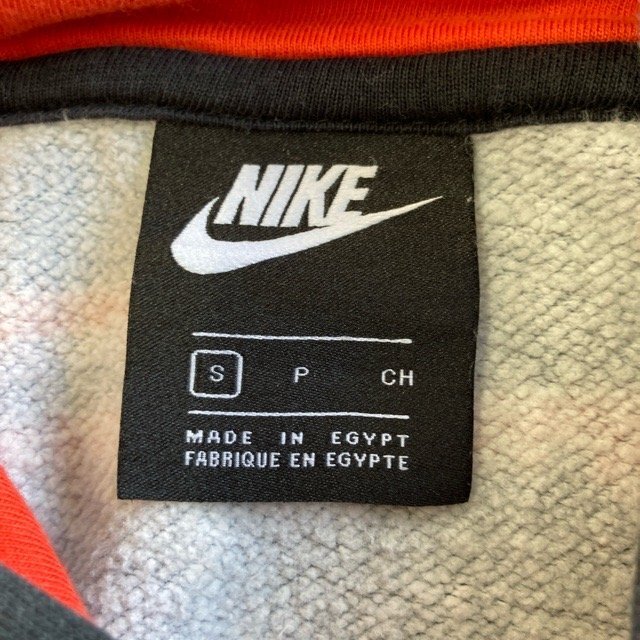 NIKE
S P CH
MADE IN EGYPT
FABRIQUE EN EGYPTE